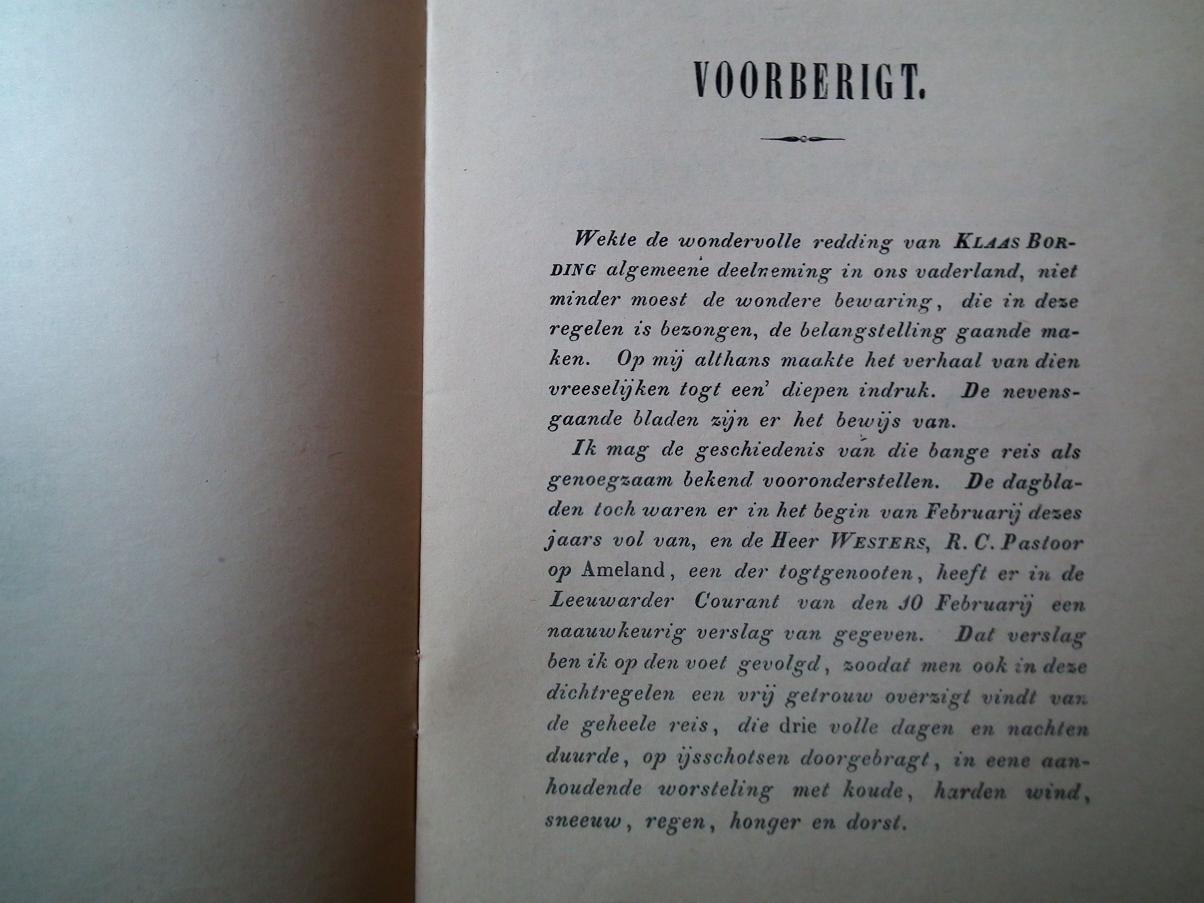 VOORBERIGT.
Wekte de wondervolle redding van KLAAS BOR-
DING algemeene deelneming in ons vaderland, niet
minder moest de wondere bewaring, die in deze
regelen is bezongen, de belangstelling gaande ma-
ken. Op mij althans maakte het verhaal van dien
vreeselijken togt een' diepen indruk. De nevens-
gaande bladen zijn er het bewijs van.
Ik mag de geschiedenis van die bange reis als
genoegzaam bekend vooronderstellen. De dagbla-
den toch waren er in het begin van Februarij dezes
jaars vol van, en de Heer WESTERS, R. C. Pastoor
op Ameland, een der togtgenooten, heeft er in de
Leeuwarder Courant van den 10 Februarij een
naauwkeurig verslag van gegeven. Dat verslag
ben ik op den voet gevolgd, zoodat men ook in deze
dichtregelen een vrij getrouw overzigt vindt van
de geheele reis, die drie volle dagen en nachten
duurde, op ijsschotsen doorgebragt, in eene aan-
houdende worsteling met koude, harden wind,
sneeuw, regen, honger en dorst.